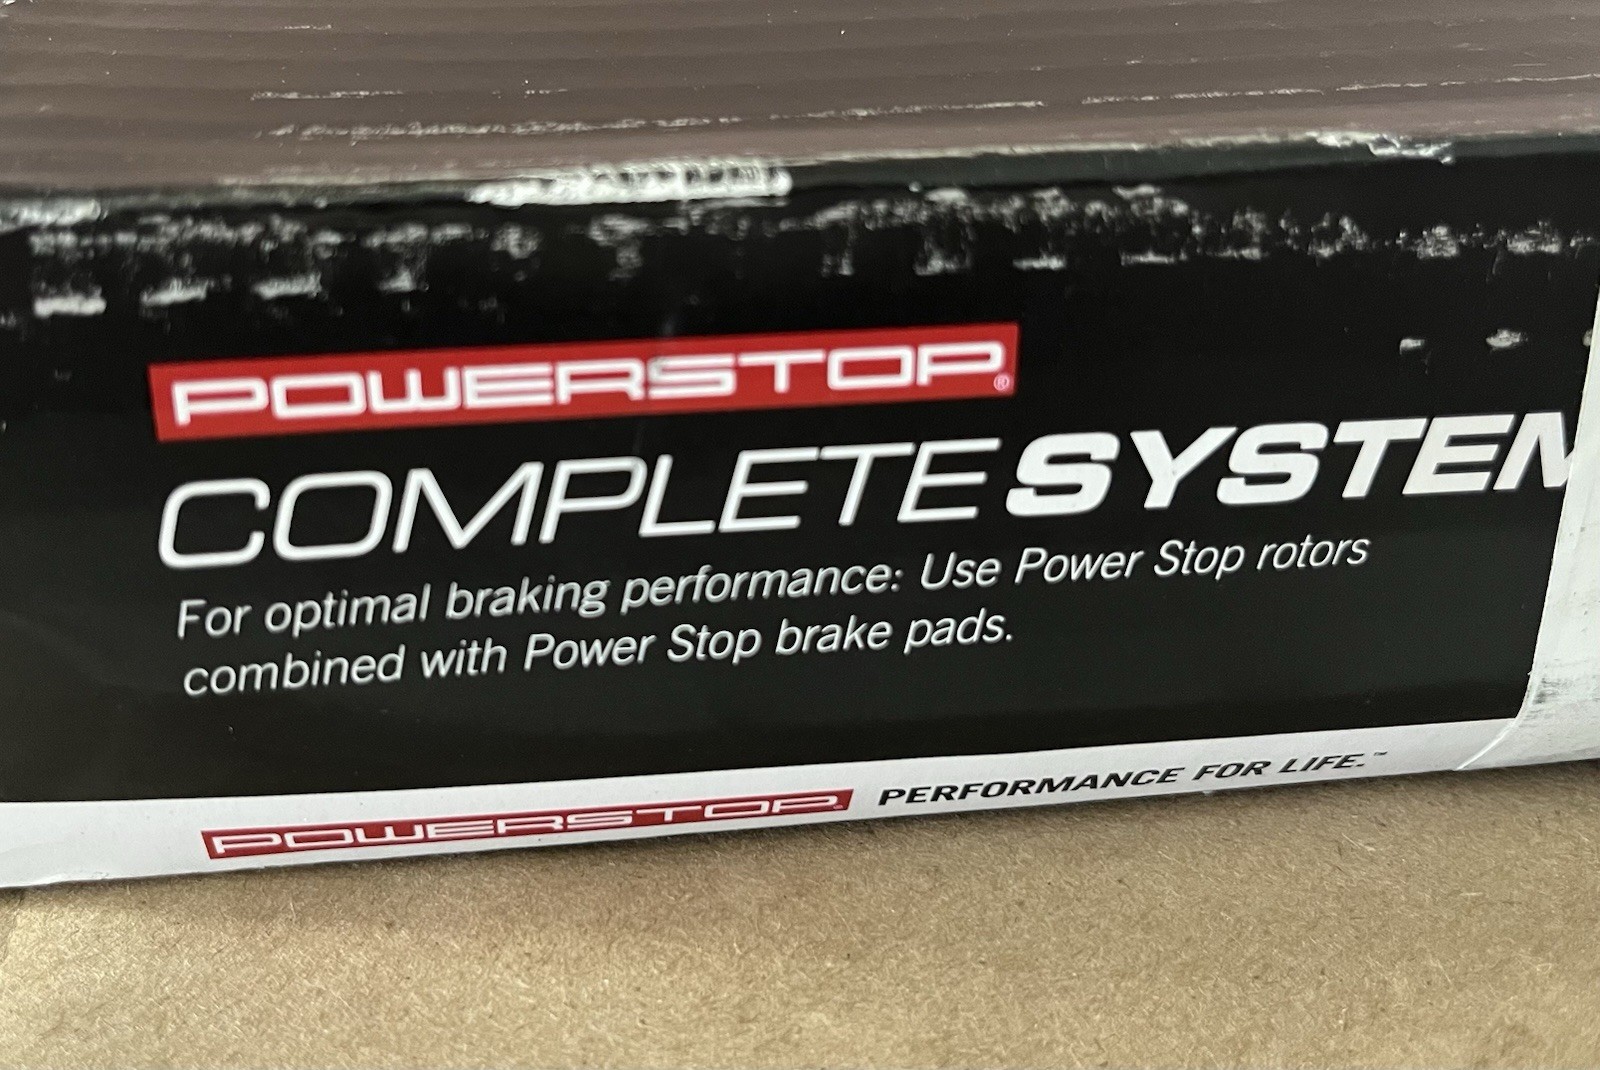 POWERSTOP®
COMPLETE SYSTEM
For optimal braking performance: Use Power Stop rotors
combined with Power Stop brake pads.
POWERSTOP® PERFORMANCE FOR LIFE.™